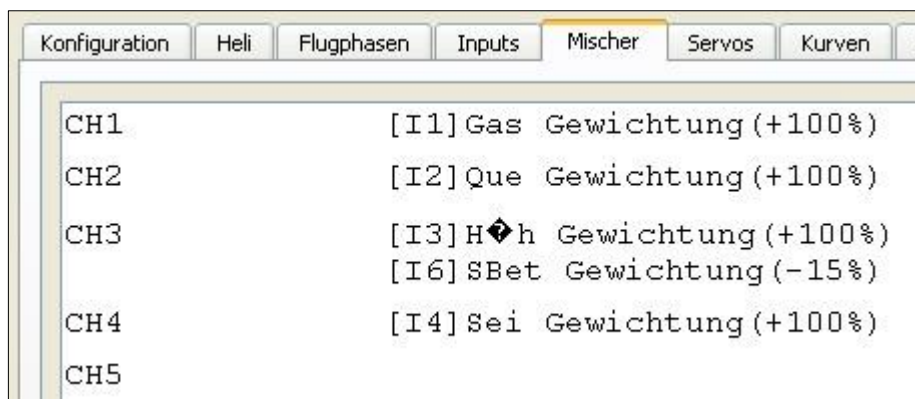 Konfiguration Heli Flugphasen Inputs Mischer Servos Kurven
CH1 [I1]Gas Gewichtung(+100%)
CH2 [I2]Que Gewichtung(+100%)
CH3 [I3]H�h Gewichtung(+100%)
[I6]SBet Gewichtung(-15%)
CH4 [I4]Sei Gewichtung(+100%)
CH5